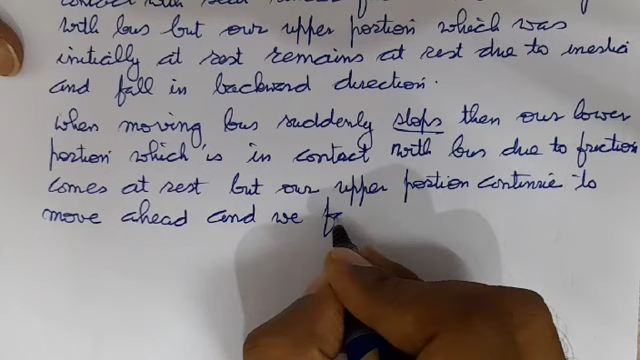 with bus but our upper portion which was
initially at rest remains at rest due to inertia
and fall in backward direction.
When moving bus suddenly stops then our lower
portion which is in contact with bus due to friction
comes at rest but our upper portion continue to
move ahead and we f